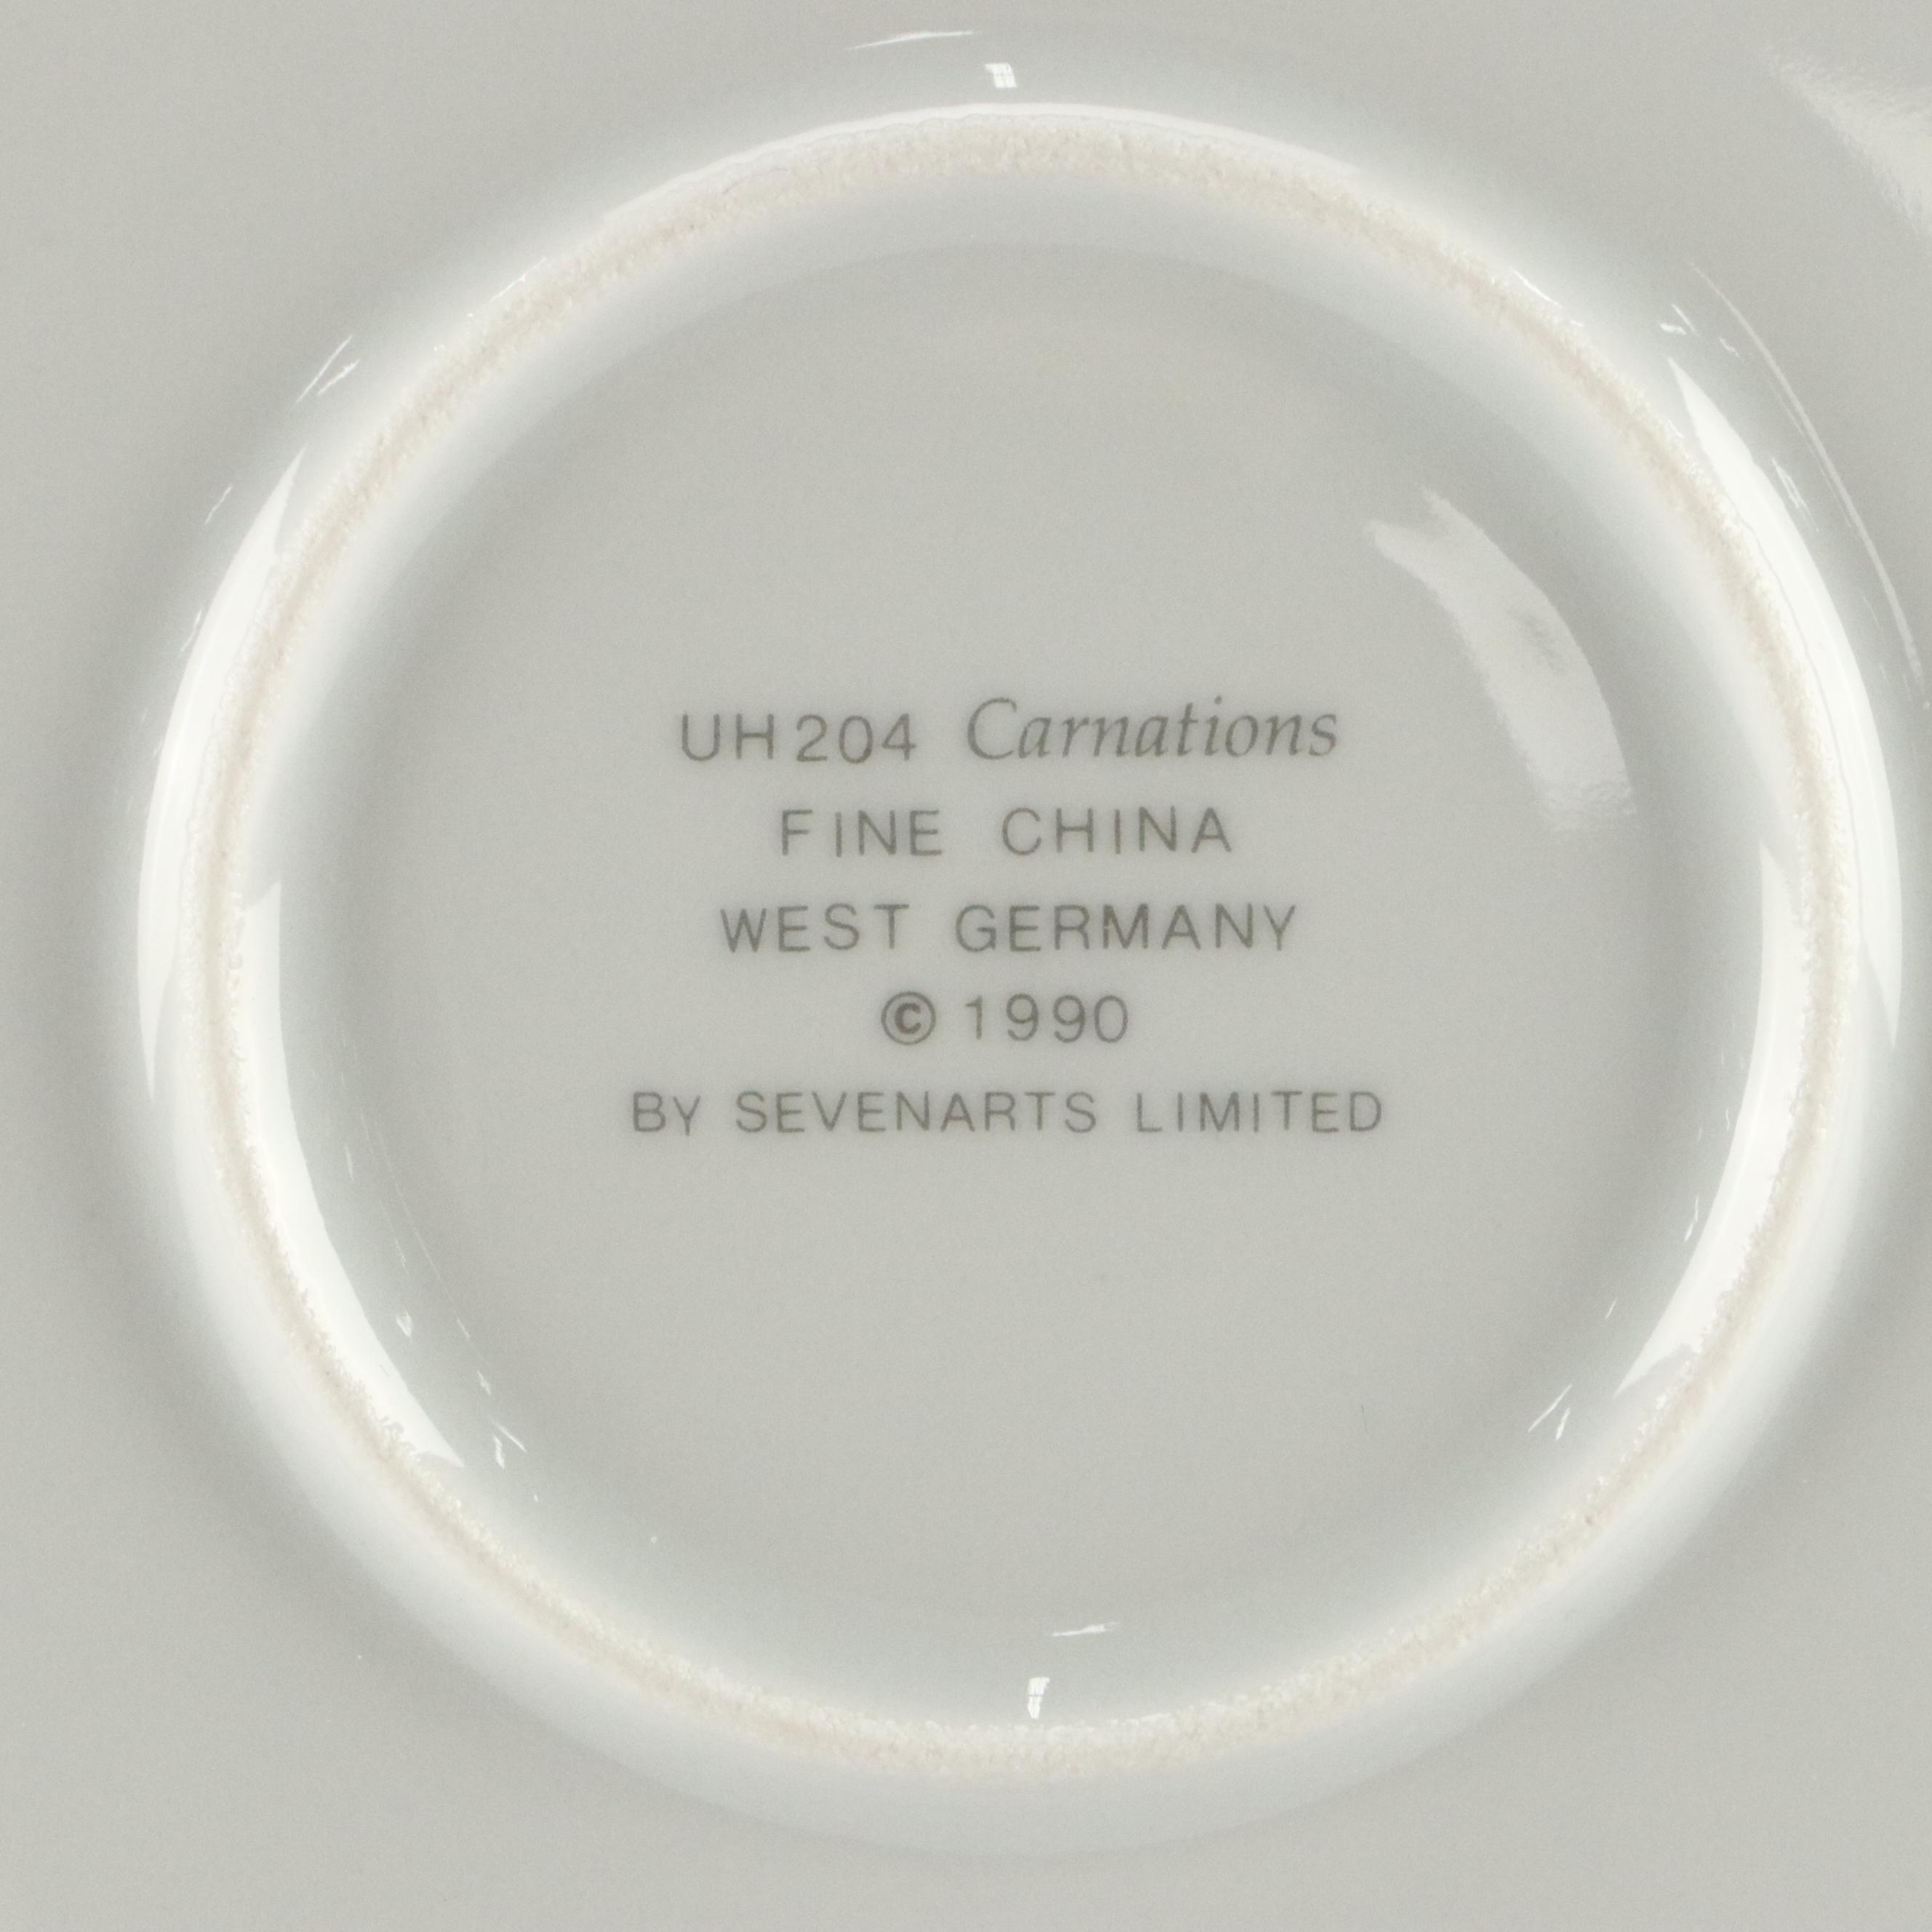 UH204 Carnations
FINE CHINA
WEST GERMANY
© 1990
BY SEVENARTS LIMITED